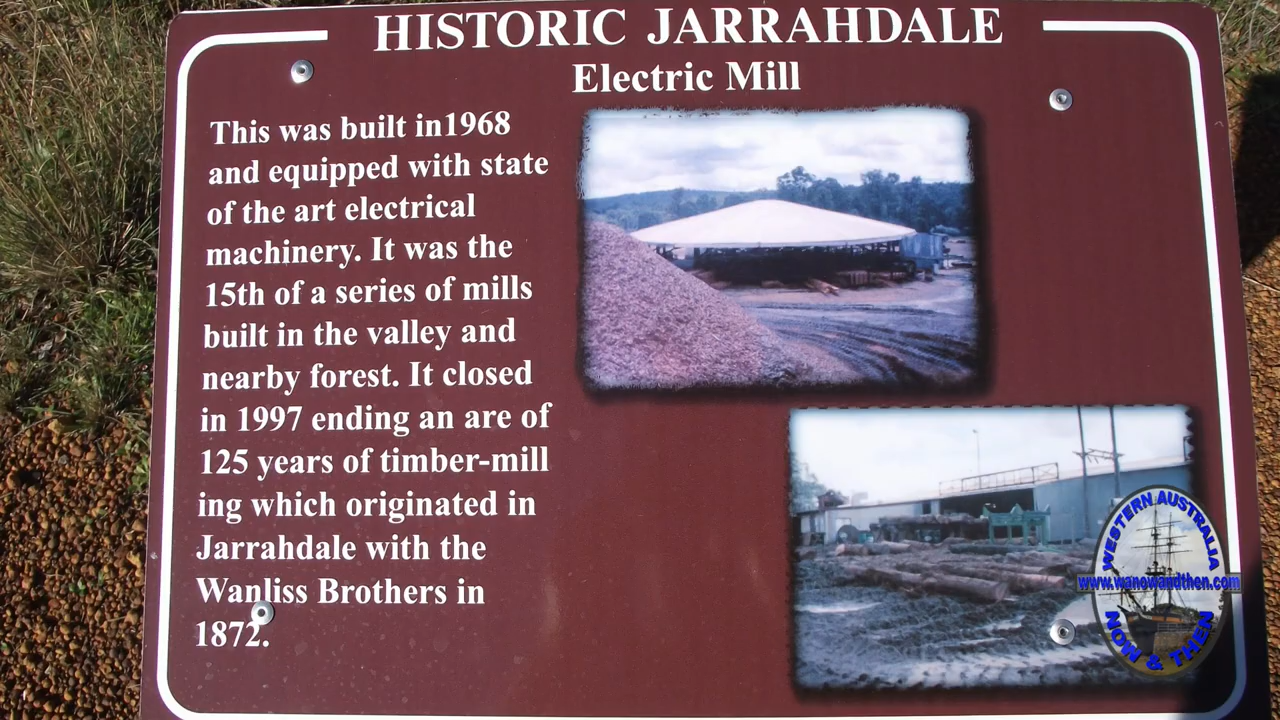 HISTORIC JARRAHDALE
Electric Mill
This was built in1968
and equipped with state
of the art electrical
machinery. It was the
15th of a series of mills
built in the valley and
nearby forest. It closed
in 1997 ending an are of
125 years of timber-mill
ing which originated in
Jarrahdale with the
Wanliss Brothers in
1872.
WESTERN AUSTRALIA
www.wanowandthen.com
NOW & THEN